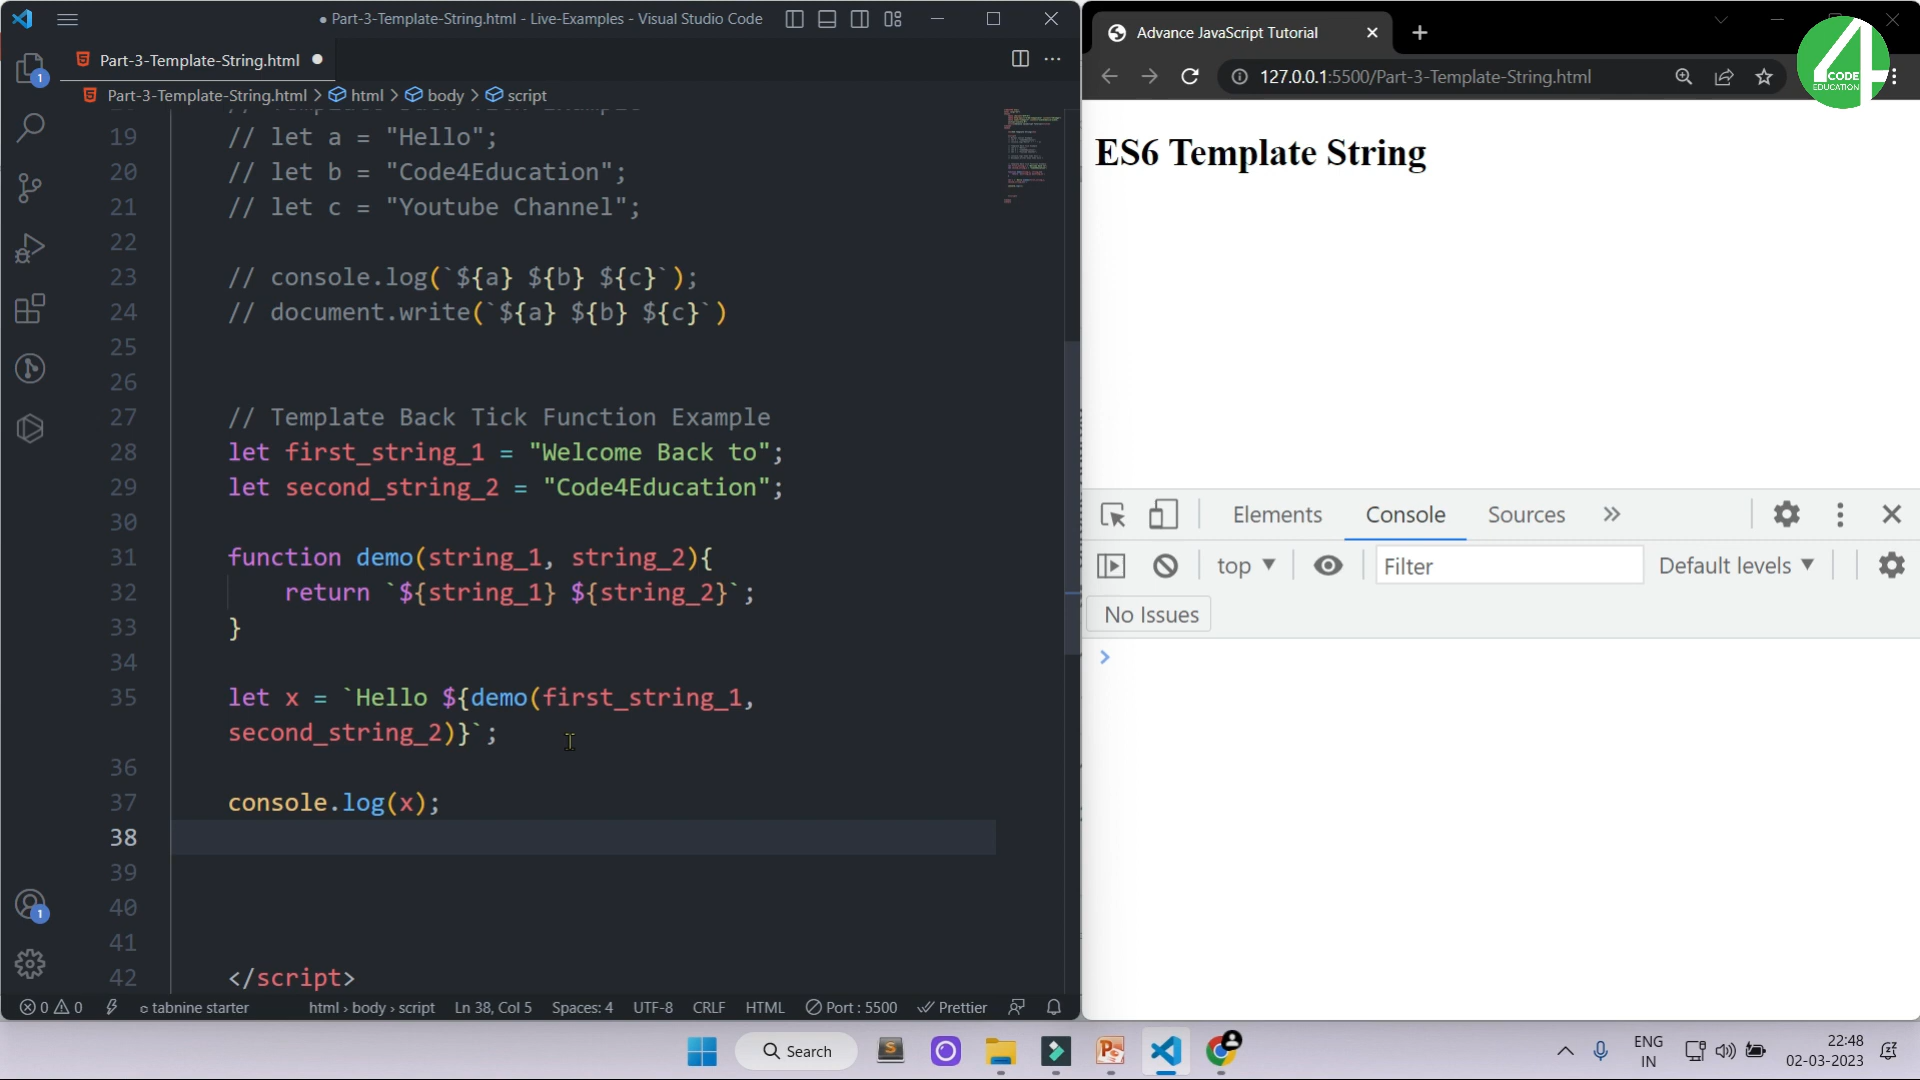 Part-3-Template-String.html - Live-Examples - Visual Studio Code
Part-3-Template-String.html
Part-3-Template-String.html > html > body > script
19 // let a = "Hello";
20 // let b = "Code4Education";
21 // let c = "Youtube Channel";
22
23 // console.log(`${a} ${b} ${c}`);
24 // document.write(`${a} ${b} ${c}`)
25
26
27 // Template Back Tick Function Example
28 let first_string_1 = "Welcome Back to";
29 let second_string_2 = "Code4Education";
30
31 function demo(string_1, string_2){
32 return `${string_1} ${string_2}`;
33 }
34
35 let x = `Hello ${demo(first_string_1,
second_string_2)}`;
36
37 console.log(x);
38
39
40
41
42 </script>
1
1
0 0 tabnine starter html > body > script Ln 38, Col 5 Spaces: 4 UTF-8 CRLF HTML Port : 5500 Prettier
Advance JavaScript Tutorial
127.0.0.1:5500/Part-3-Template-String.html
4 CODE EDUCATION
ES6 Template String
Elements Console Sources
top Filter Default levels
No Issues
Search
ENG
IN
22:48
02-03-2023